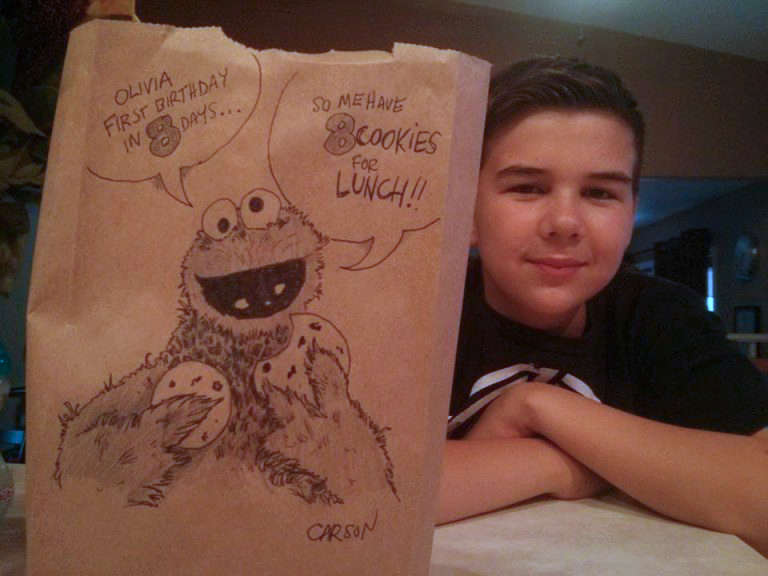 OLIVIA
FIRST BIRTHDAY
IN 8 DAYS...
SO ME HAVE
8 COOKIES
FOR
LUNCH!!
CARSON